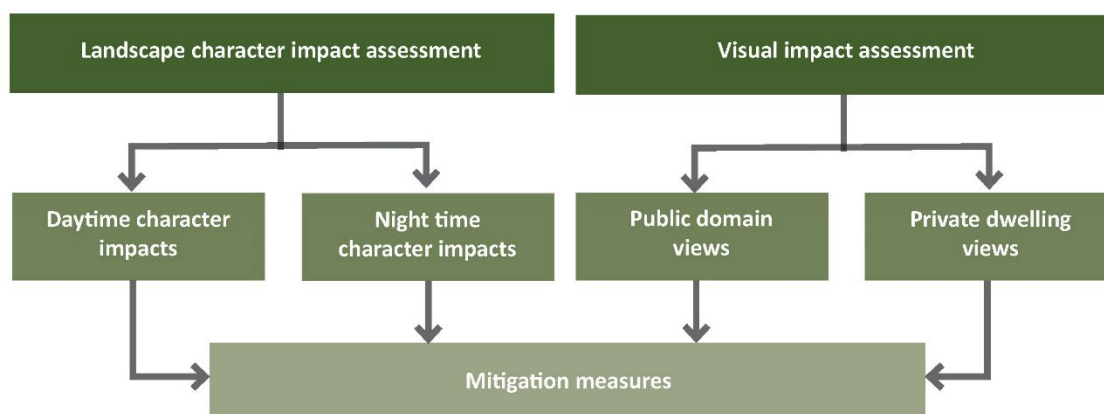 Landscape character impact assessment
Visual impact assessment
Daytime character
impacts
Night time
character impacts
Public domain
views
Private dwelling
views
Mitigation measures